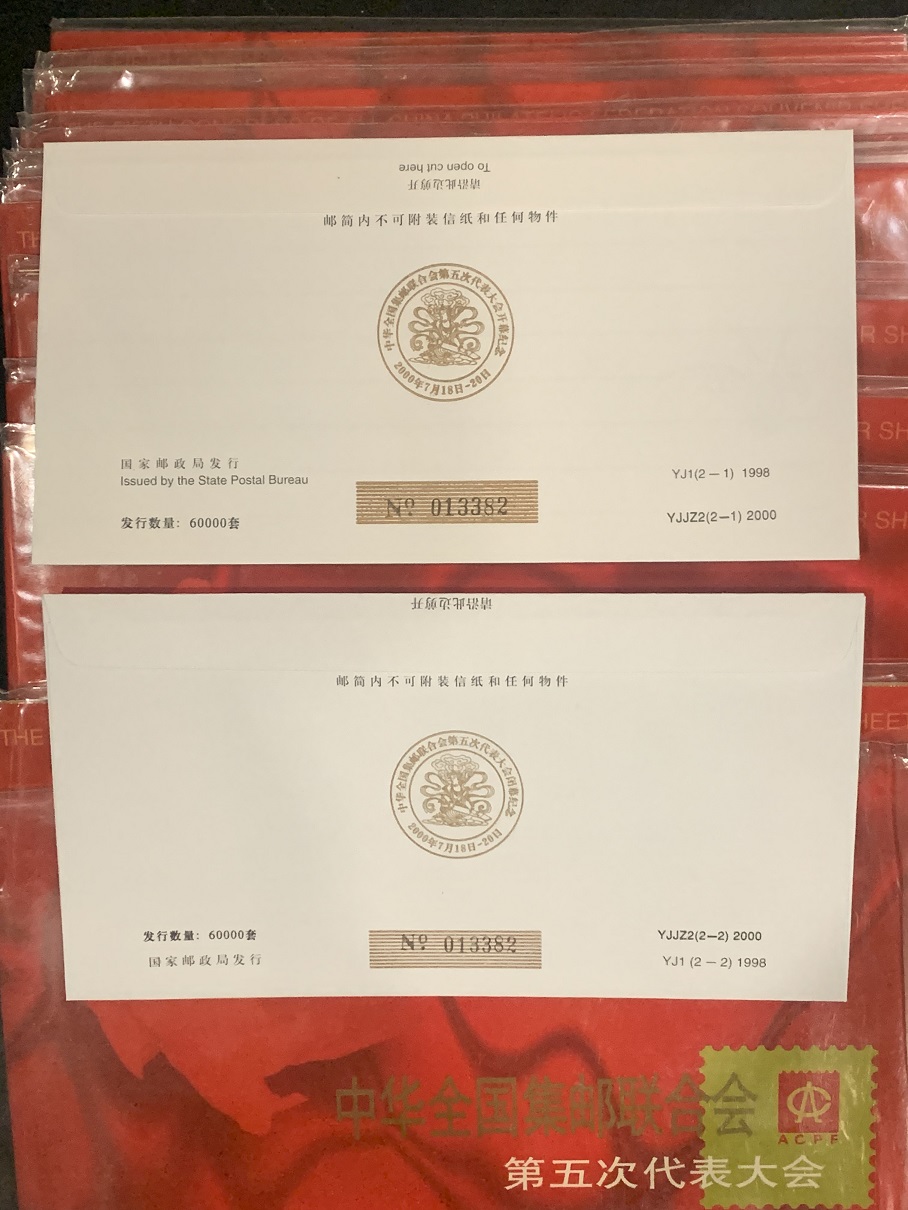 To open cut here
请沿此边剪开
邮简内不可附装信纸和任何物件
中华全国集邮联合会第五次代表大会开幕纪念
2000年7月18日-20日
国家邮政局发行
Issued by the State Postal Bureau
发行数量：60000套
Nº 013382
YJ1(2－1) 1998
YJJZ2(2－1) 2000
请沿此边剪开
邮简内不可附装信纸和任何物件
中华全国集邮联合会第五次代表大会闭幕纪念
2000年7月18日-20日
发行数量：60000套
国家邮政局发行
Nº 013382
YJJZ2(2－2) 2000
YJ1 (2－2) 1998
THE
中华全国集邮联合会
第五次代表大会
ACPF